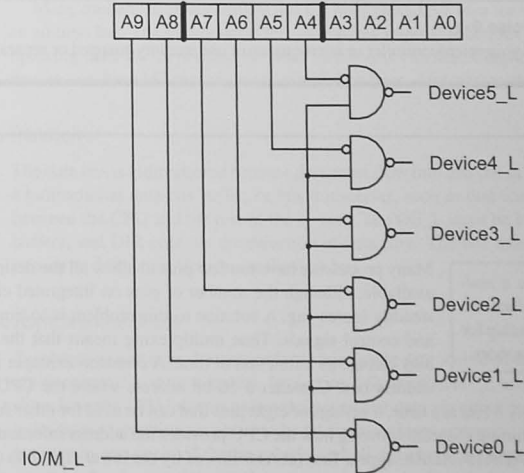 A9 A8 A7 A6 A5 A4 A3 A2 A1 A0
Device5_L
Device4_L
Device3_L
Device2_L
Device1_L
Device0_L
IO/M_L